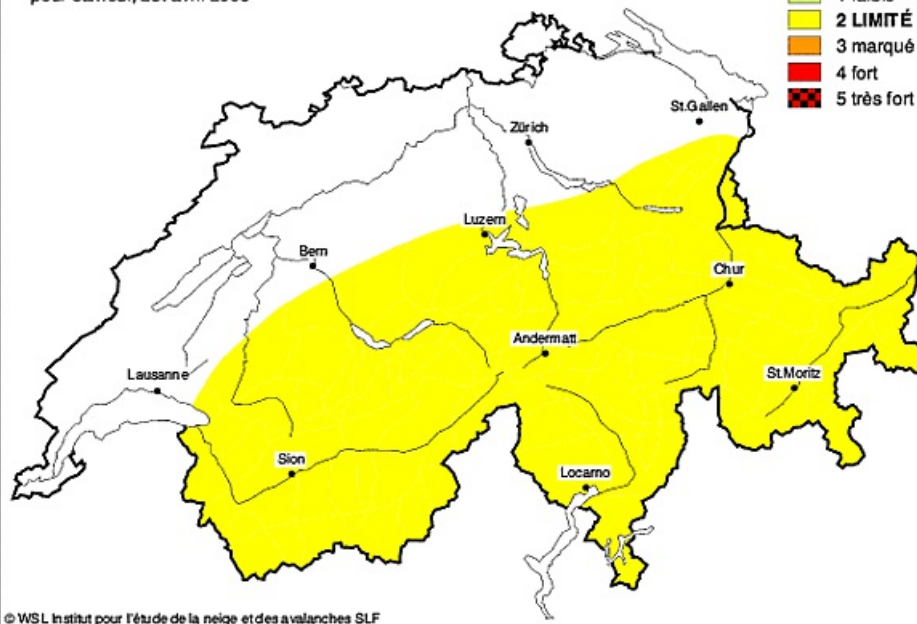 2 LIMITÉ
3 marqué
4 fort
5 très fort
St.Gallen
Zürich
Luzern
Bern
Chur
Andermatt
Lausanne
St.Moritz
Sion
Locarno
© WSL Institut pour l'étude de la neige et des avalanches SLF